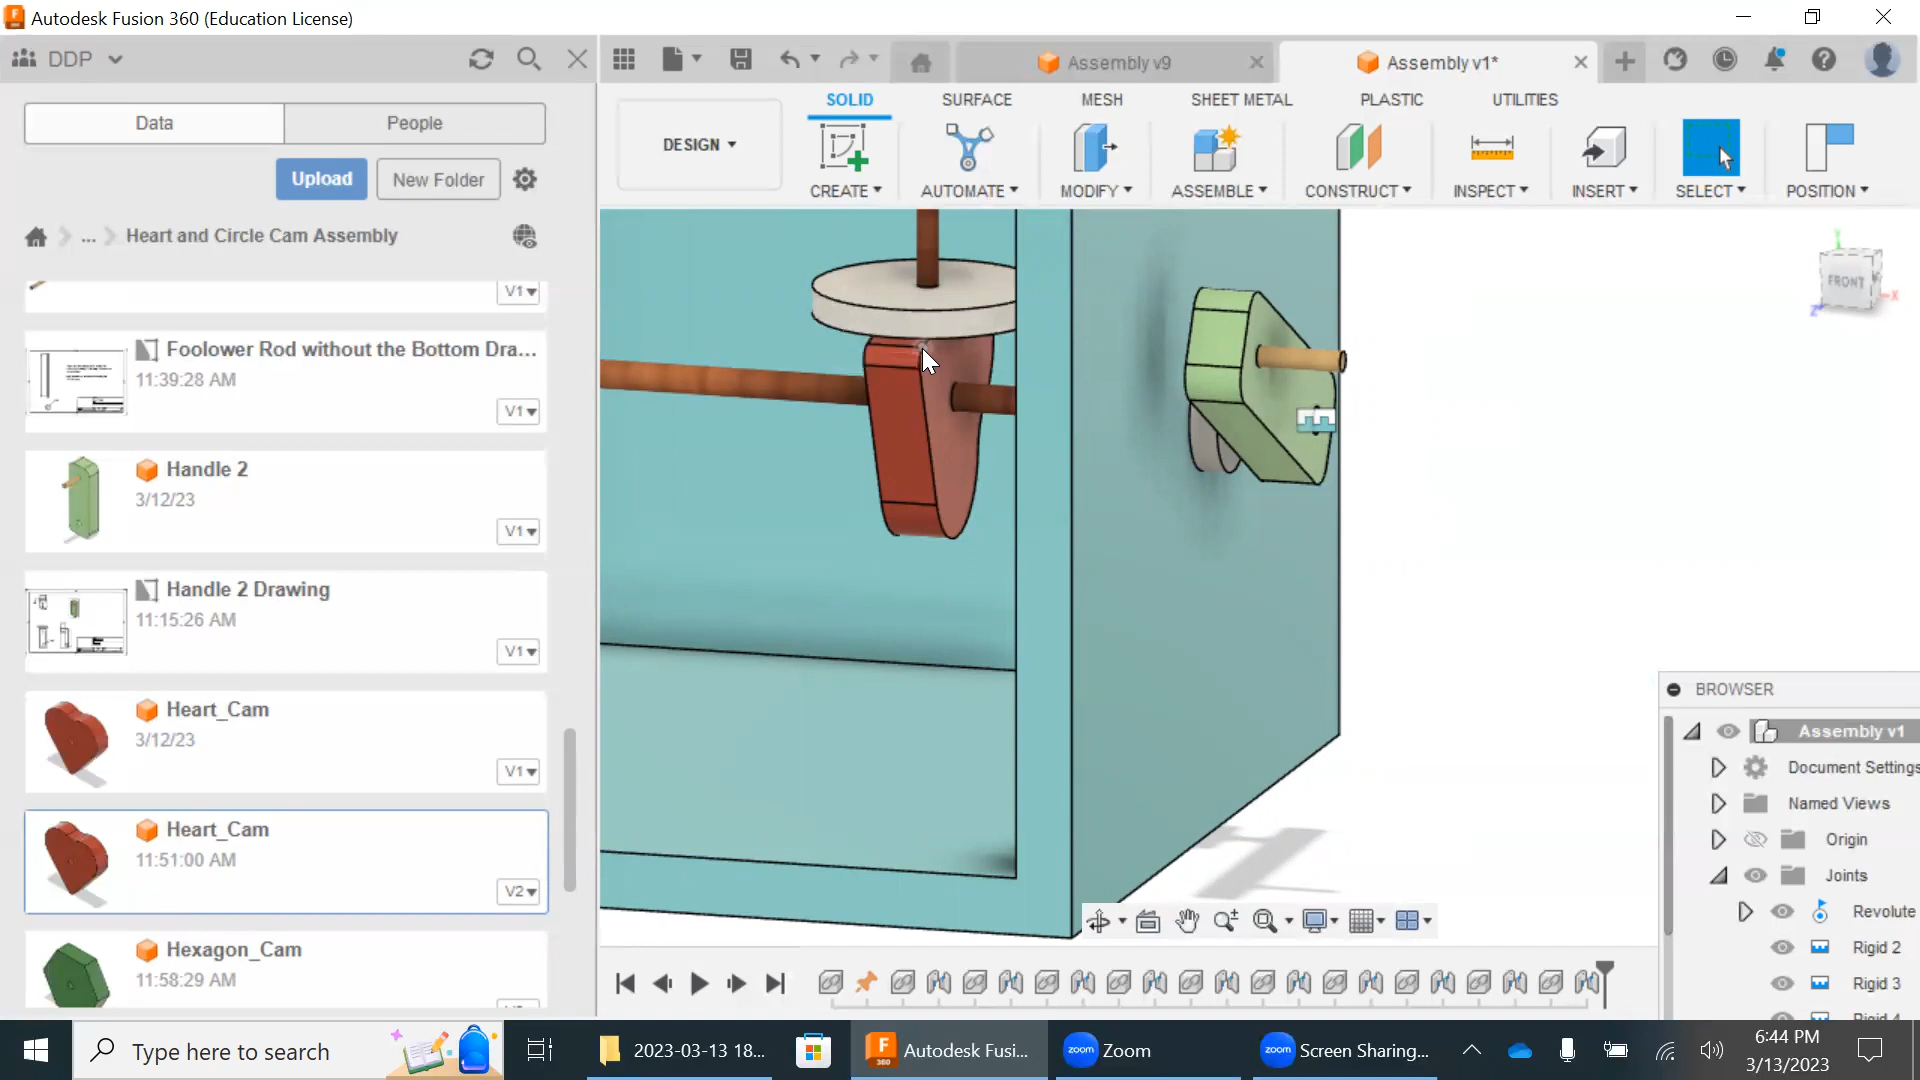 Autodesk Fusion 360 (Education License)
DDP
Assembly v9
Assembly v1*
Data
People
SOLID
SURFACE
MESH
SHEET METAL
PLASTIC
UTILITIES
DESIGN
Upload
New Folder
CREATE
AUTOMATE
MODIFY
ASSEMBLE
CONSTRUCT
INSPECT
INSERT
SELECT
POSITION
... Heart and Circle Cam Assembly
V1
FRONT
X
Y
Z
Foolower Rod without the Bottom Dra...
11:39:28 AM
V1
Handle 2
3/12/23
V1
Handle 2 Drawing
11:15:26 AM
V1
Heart_Cam
3/12/23
V1
Heart_Cam
11:51:00 AM
V2
Hexagon_Cam
11:58:29 AM
BROWSER
Assembly v1
Document Settings
Named Views
Origin
Joints
Revolute
Rigid 2
Rigid 3
Rigid 4
Type here to search
2023-03-13 18...
F
360
Autodesk Fusi...
zoom
Zoom
zoom
Screen Sharing...
6:44 PM
3/13/2023